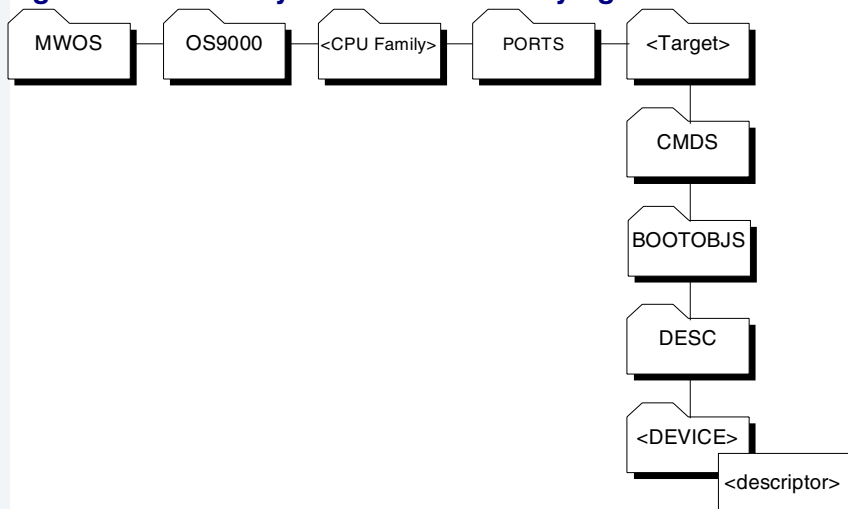 MWOS
OS9000
<CPU Family>
PORTS
<Target>
CMDS
BOOTOBJS
DESC
<DEVICE>
<descriptor>